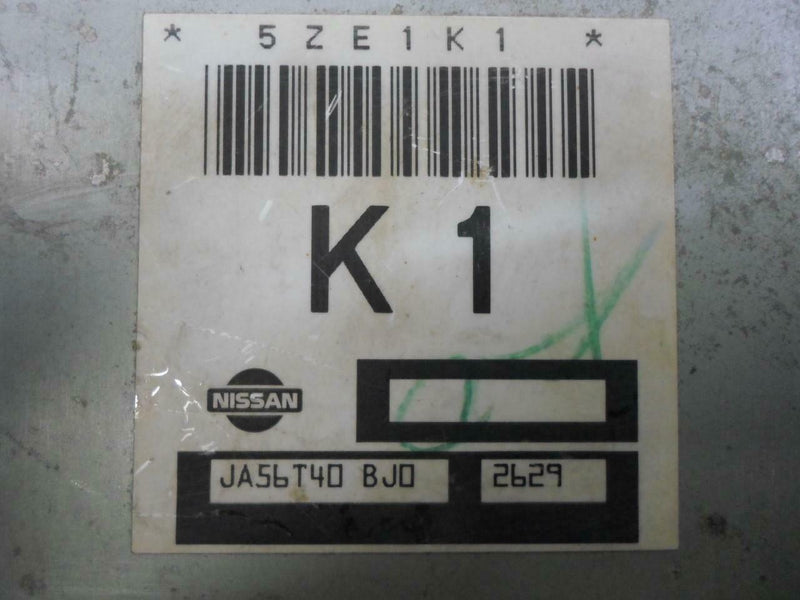 * 5ZE1K1 *
K1
NISSAN
JA56T40 BJ0 2629